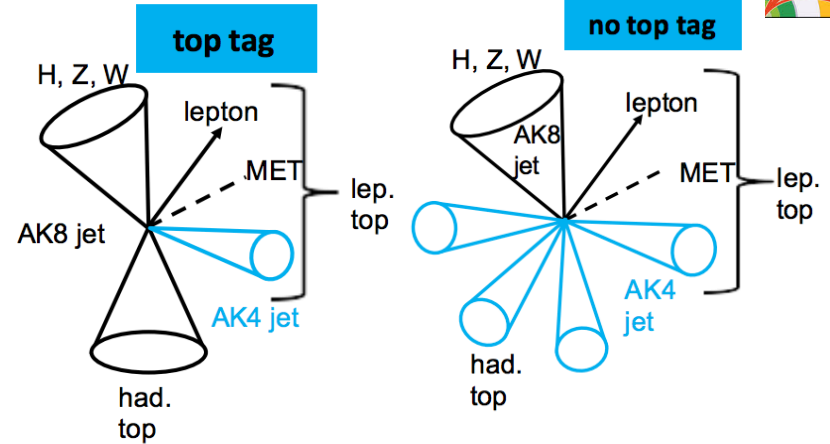 top tag
H, Z, W
lepton
MET
lep.
top
AK8 jet
AK4 jet
had.
top
no top tag
H, Z, W
AK8
jet
lepton
MET
lep.
top
AK4
jet
had.
top